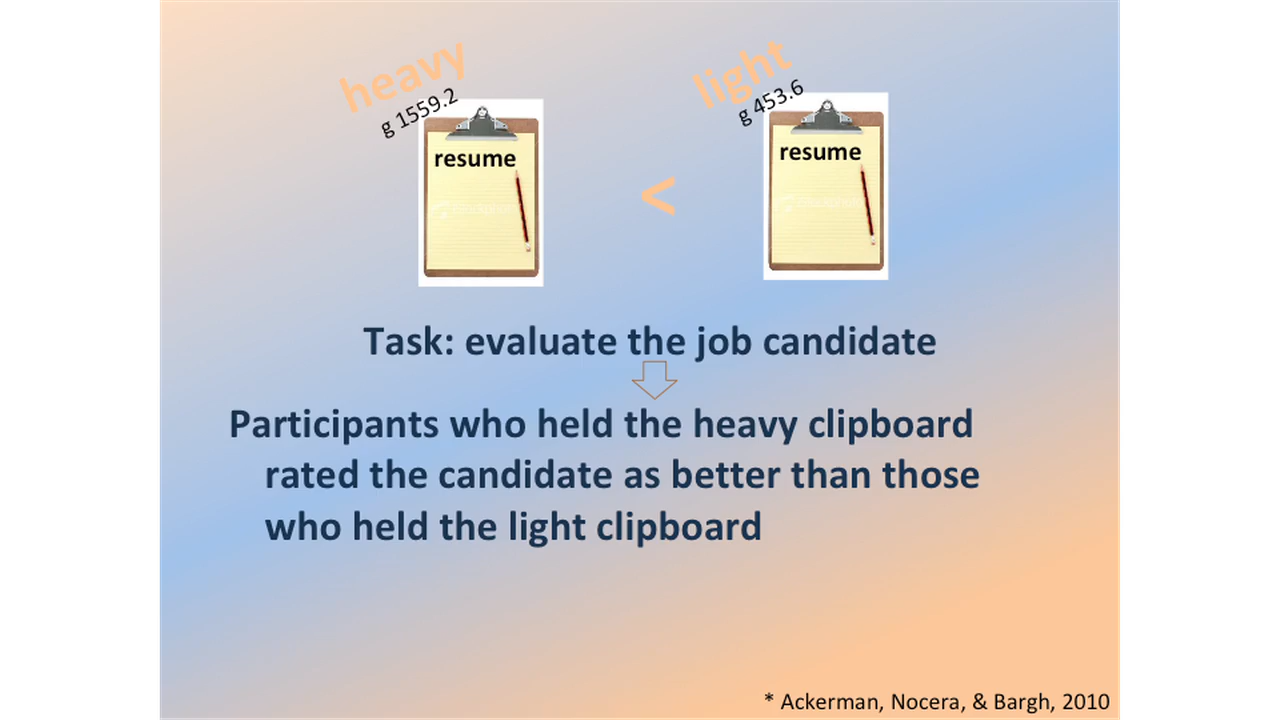 heavy
g 1559.2
light
g 453.6
resume
resume
<
Task: evaluate the job candidate
Participants who held the heavy clipboard
rated the candidate as better than those
who held the light clipboard
* Ackerman, Nocera, & Bargh, 2010